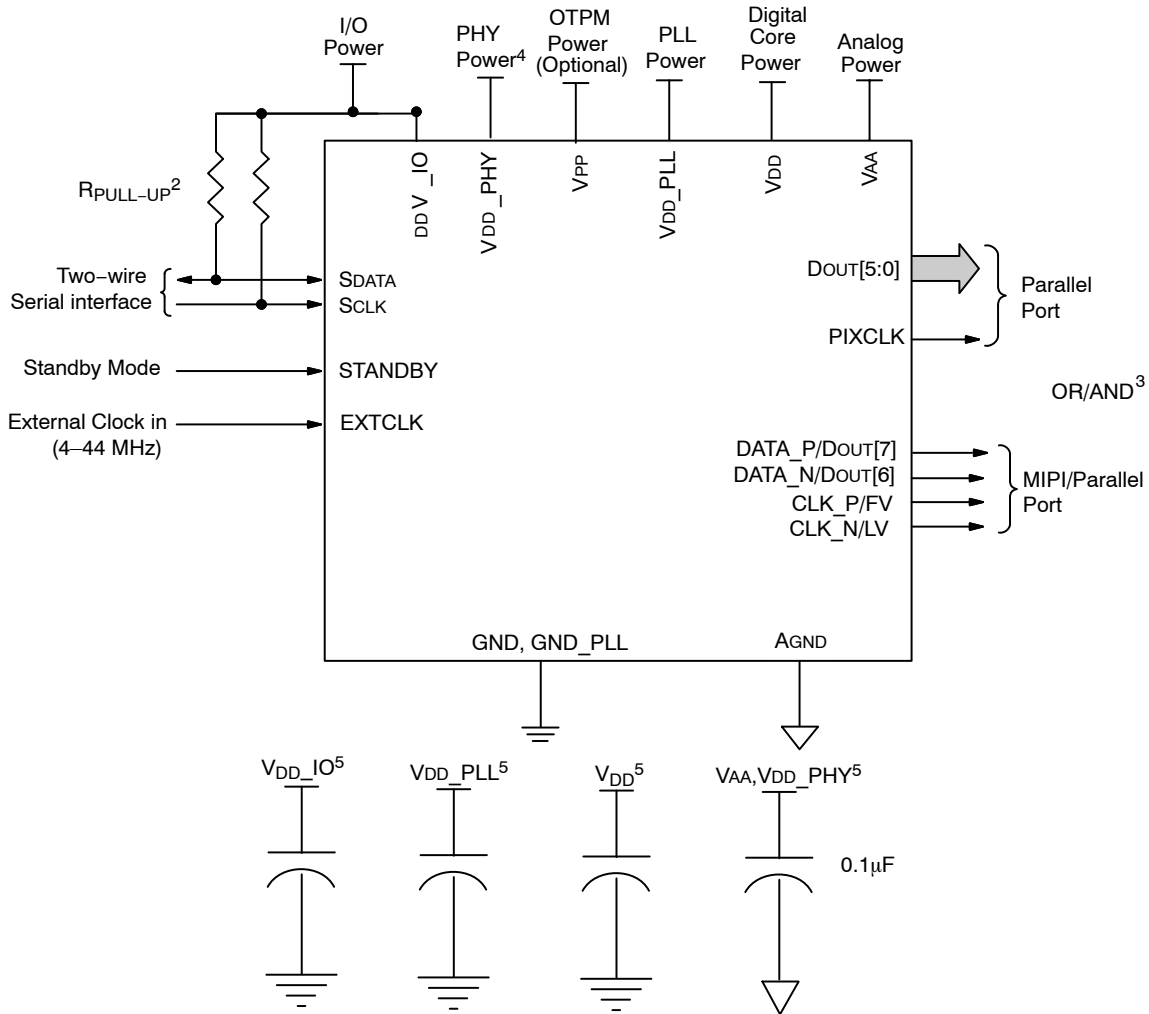 I/O
Power
PHY
Power4
OTPM
Power
(Optional)
PLL
Power
Digital
Core
Power
Analog
Power
RPULL–UP2
DD V _IO
VDD _PHY
VPP
VDD_PLL
VDD
VAA
Two–wire
Serial interface
SDATA
SCLK
Standby Mode
STANDBY
External Clock in
(4–44 MHz)
EXTCLK
DOUT[5:0]
PIXCLK
Parallel
Port
OR/AND3
DATA_P/DOUT[7]
DATA_N/DOUT[6]
CLK_P/FV
CLK_N/LV
MIPI/Parallel
Port
GND, GND_PLL
AGND
VDD_IO5
VDD_PLL5
VDD5
VAA,VDD_PHY5
0.1μF